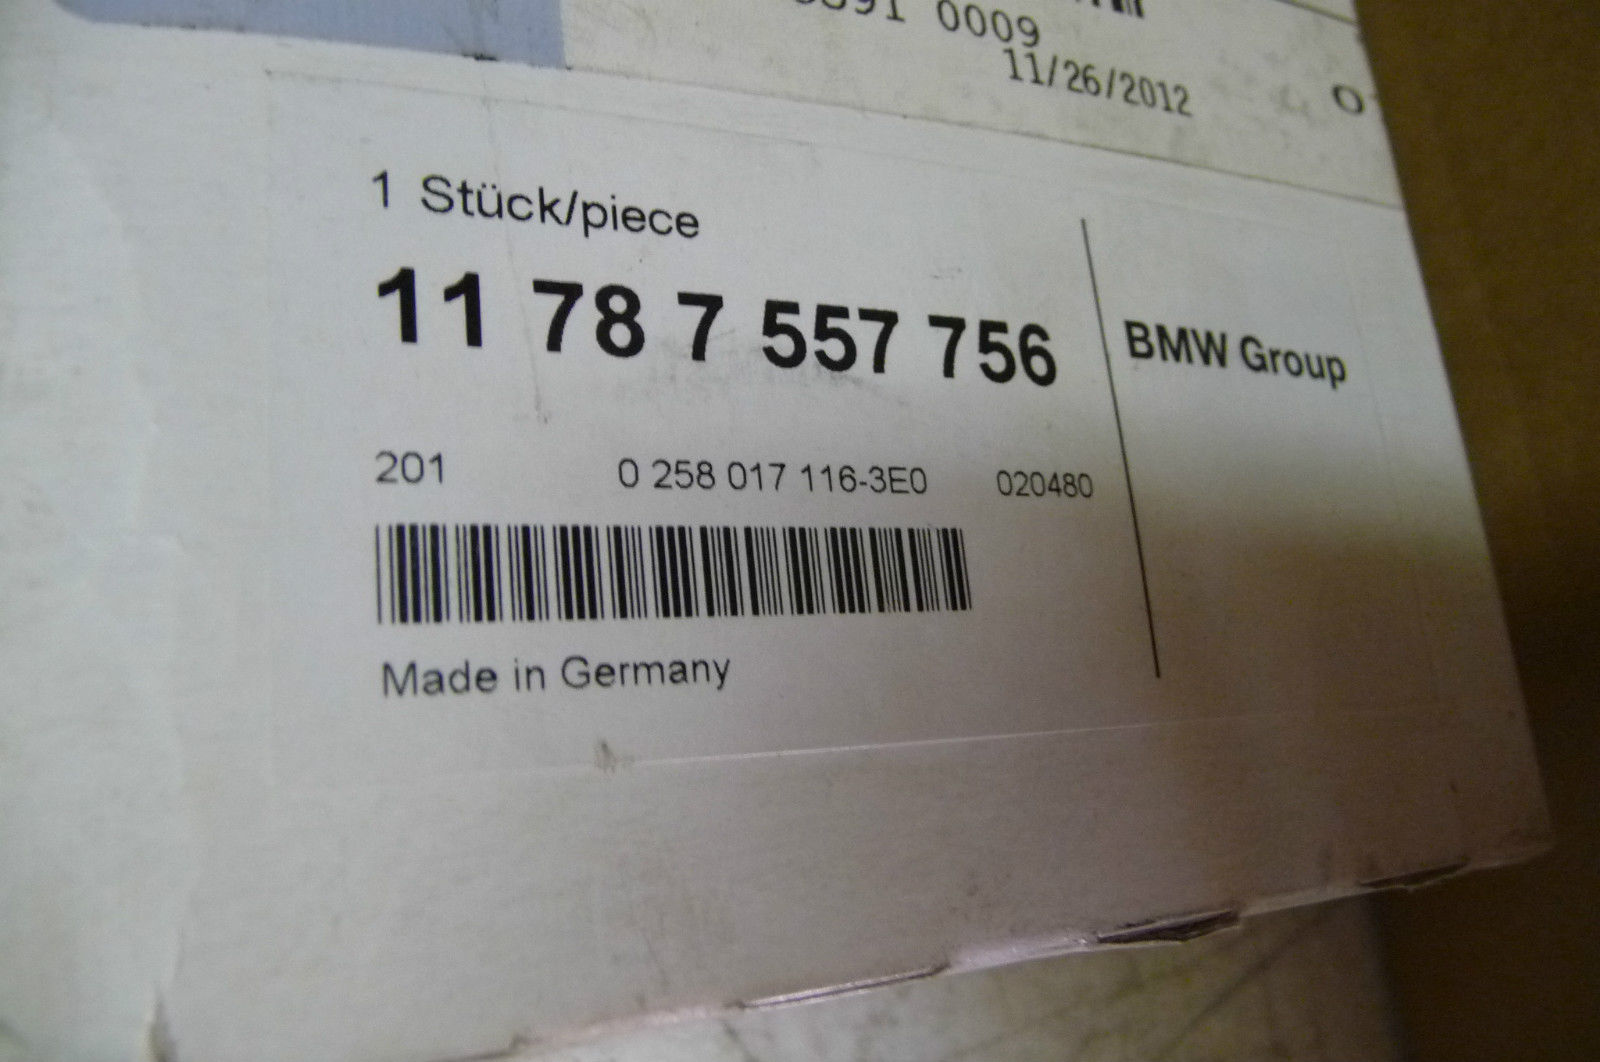 0009
11/26/2012
1 Stück/piece
11 78 7 557 756
BMW Group
201 0 258 017 116-3E0 020480
Made in Germany